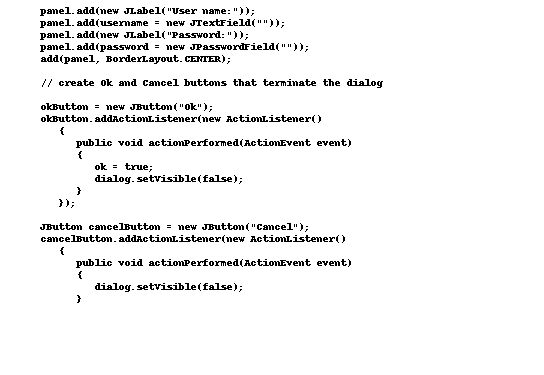 panel.add(new JLabel("User name:"));
panel.add(username = new JTextField(""));
panel.add(new JLabel("Password:"));
panel.add(password = new JPasswordField(""));
add(panel, BorderLayout.CENTER);

// create Ok and Cancel buttons that terminate the dialog

okButton = new JButton("Ok");
okButton.addActionListener(new ActionListener()
   {
      public void actionPerformed(ActionEvent event)
      {
         ok = true;
         dialog.setVisible(false);
      }
   });

JButton cancelButton = new JButton("Cancel");
cancelButton.addActionListener(new ActionListener()
   {
      public void actionPerformed(ActionEvent event)
      {
         dialog.setVisible(false);
      }